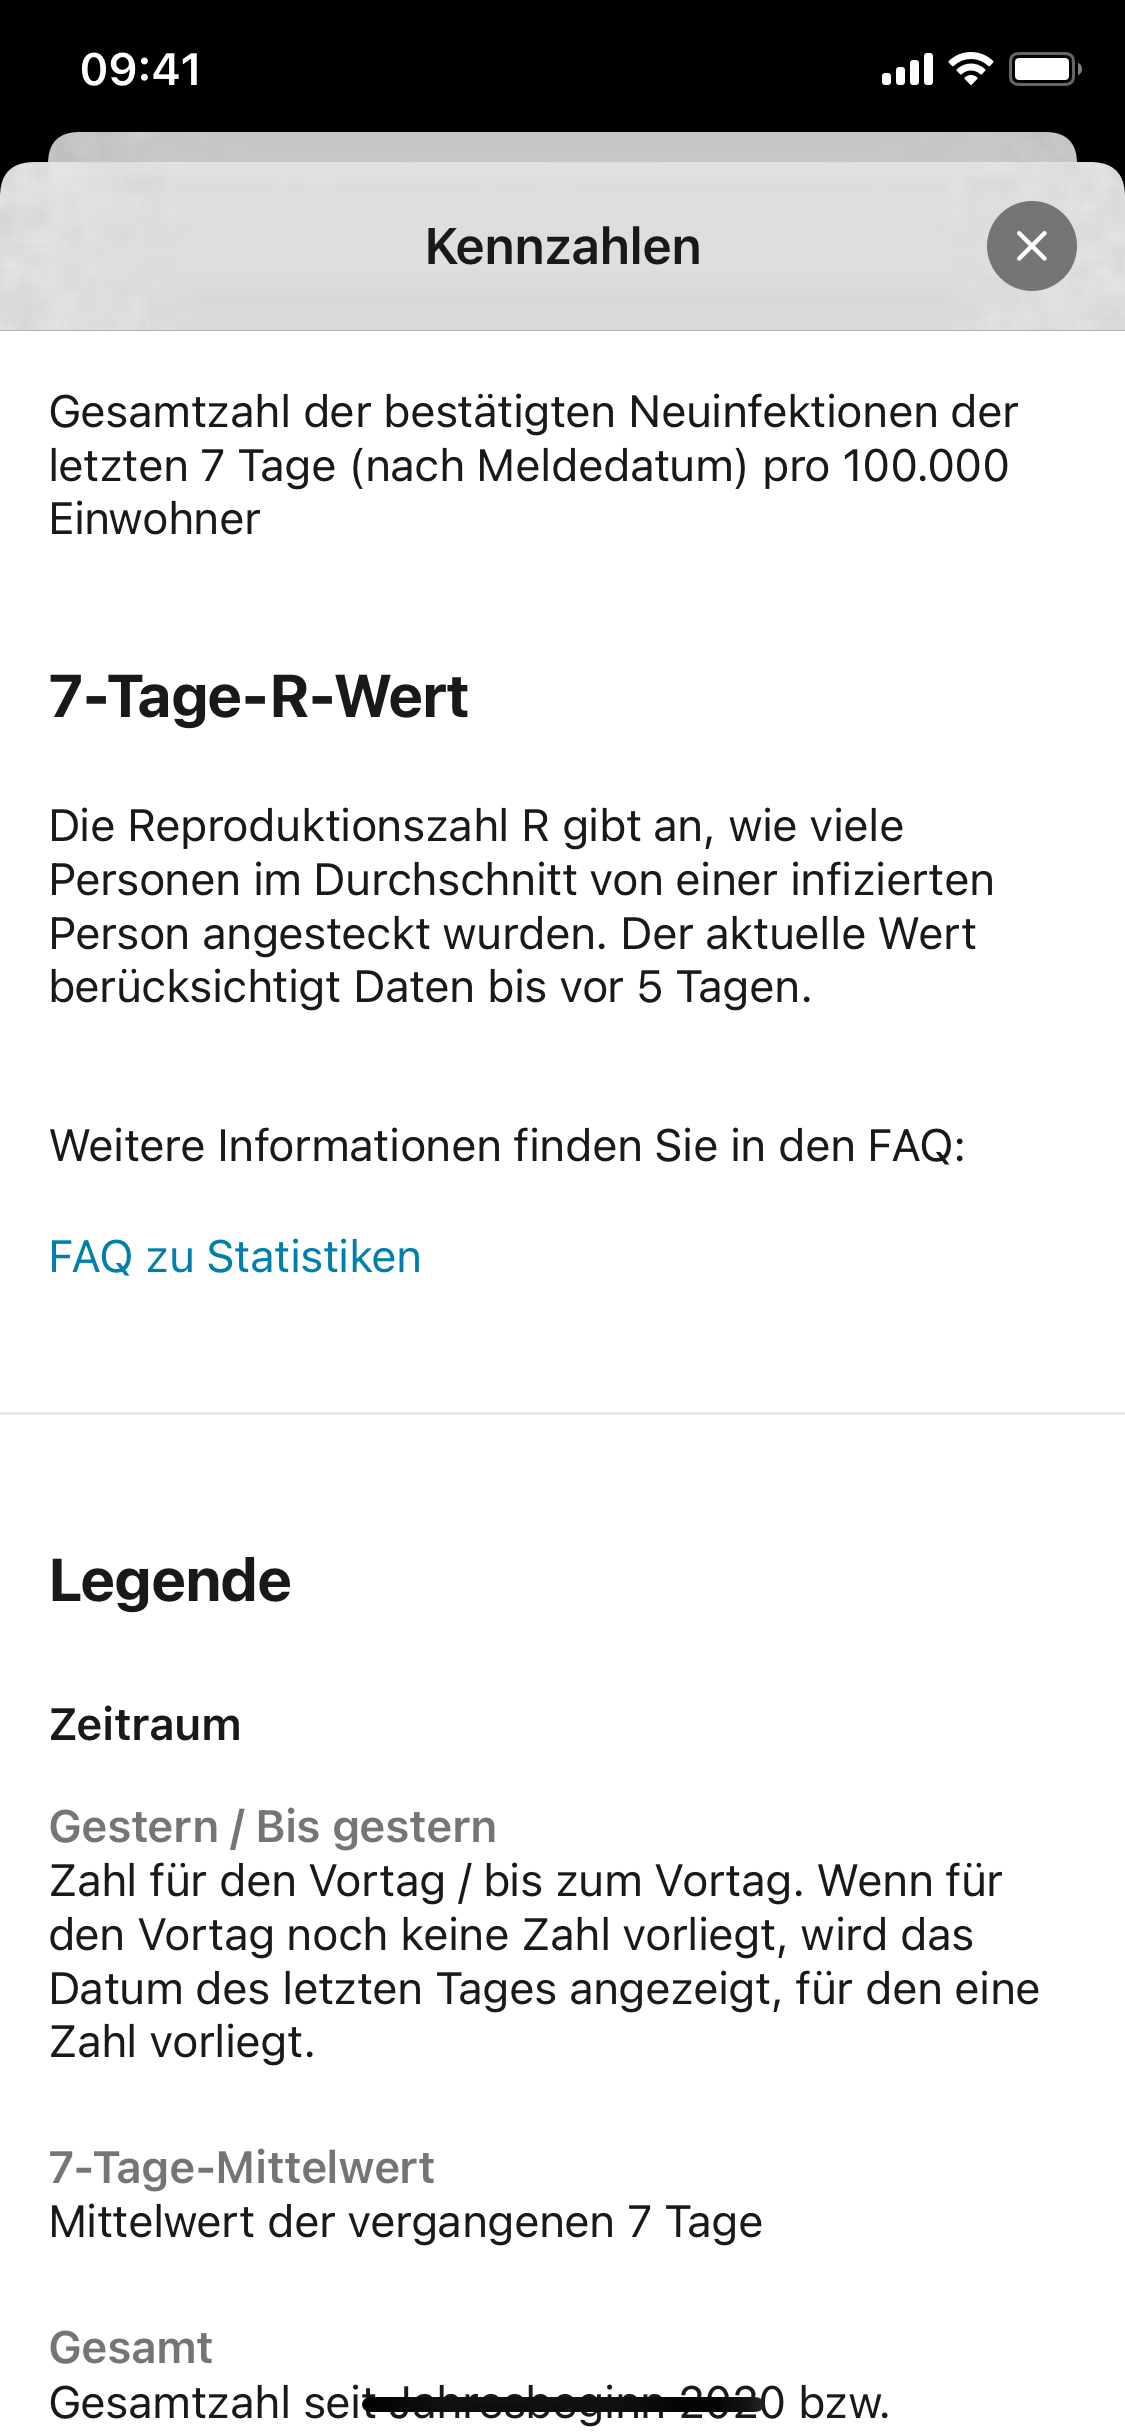 09:41
Kennzahlen
Gesamtzahl der bestätigten Neuinfektionen der
letzten 7 Tage (nach Meldedatum) pro 100.000
Einwohner
7-Tage-R-Wert
Die Reproduktionszahl R gibt an, wie viele
Personen im Durchschnitt von einer infizierten
Person angesteckt wurden. Der aktuelle Wert
berücksichtigt Daten bis vor 5 Tagen.
Weitere Informationen finden Sie in den FAQ:
FAQ zu Statistiken
Legende
Zeitraum
Gestern / Bis gestern
Zahl für den Vortag / bis zum Vortag. Wenn für
den Vortag noch keine Zahl vorliegt, wird das
Datum des letzten Tages angezeigt, für den eine
Zahl vorliegt.
7-Tage-Mittelwert
Mittelwert der vergangenen 7 Tage
Gesamt
Gesamtzahl seit Jahresbeginn 2020 bzw.